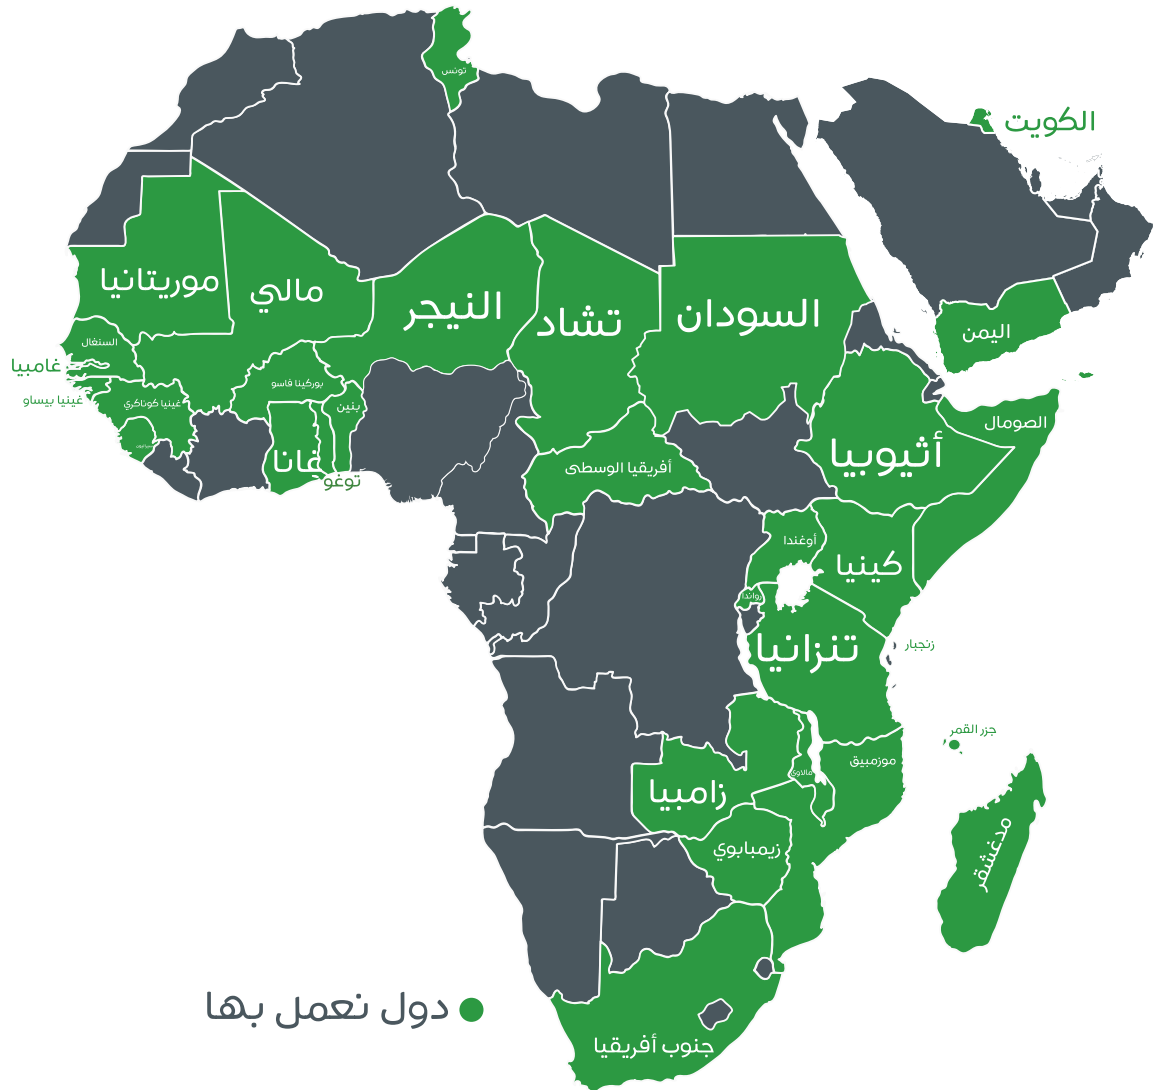 تونس
الكويت
موريتانيا
مالي
النيجر
تشاد
السودان
اليمن
السنغال
غامبيا
بوركينا فاسو
غينيا بيساو
غينيا كوناكري
بنين
الصومال
غانا
توغو
أفريقيا الوسطى
أثيوبيا
أوغندا
كينيا
رواندا
تنزانيا
زنجبار
جزر القمر
موزمبيق
مالاوي
زامبيا
زيمبابوي
مدغشقر
دول نعمل بها
جنوب أفريقيا